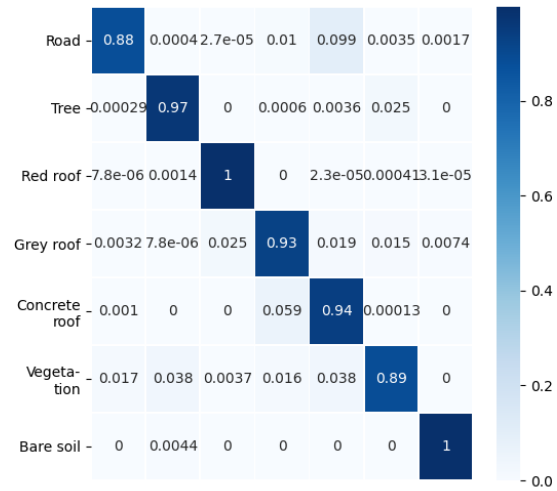 Road 0.88 0.0004 2.7e-05 0.01 0.099 0.0035 0.0017
Tree 0.00029 0.97 0 0.0006 0.0036 0.025 0
Red roof 7.8e-06 0.0014 1 0 2.3e-05 0.00041 3.1e-05
Grey roof 0.0032 7.8e-06 0.025 0.93 0.019 0.015 0.0074
Concrete
roof 0.001 0 0 0.059 0.94 0.00013 0
Vegeta-
tion 0.017 0.038 0.0037 0.016 0.038 0.89 0
Bare soil 0 0.0044 0 0 0 0 1
0.8
0.6
0.4
0.2
0.0